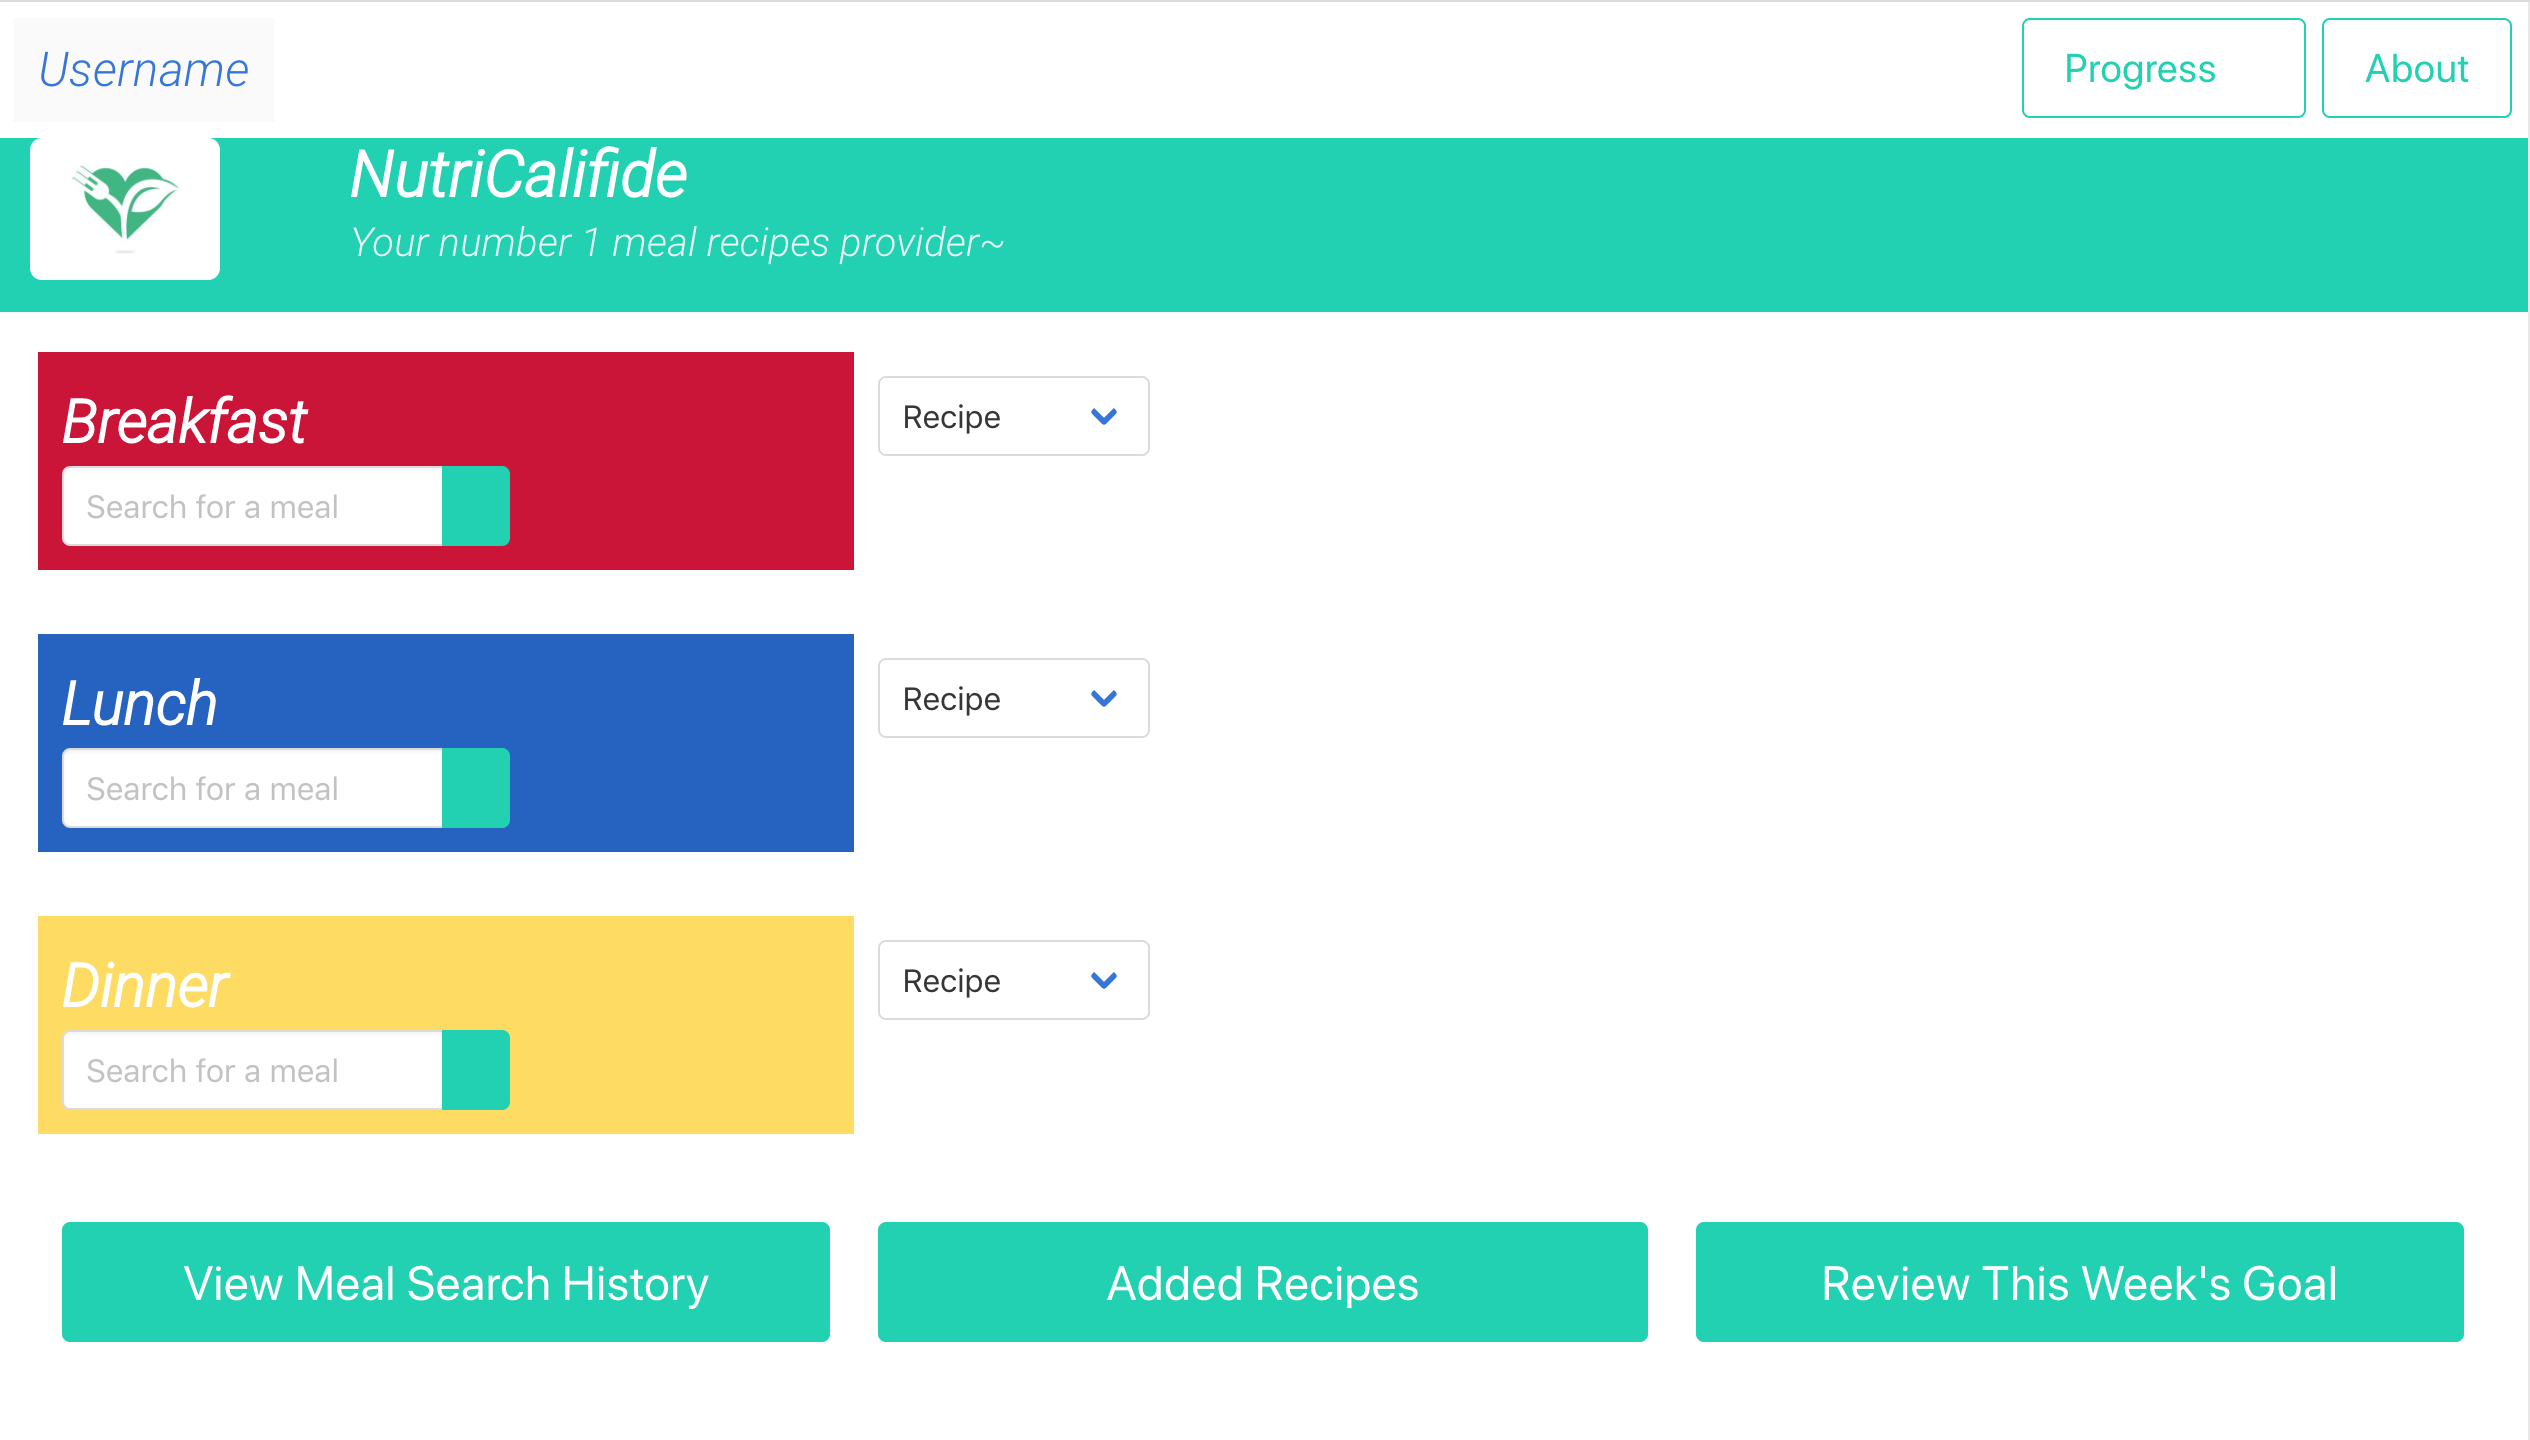 Username
Progress
About
NutriCalifide
Your number 1 meal recipes provider~
Breakfast
Recipe
Search for a meal
Lunch
Recipe
Search for a meal
Dinner
Recipe
Search for a meal
View Meal Search History
Added Recipes
Review This Week's Goal